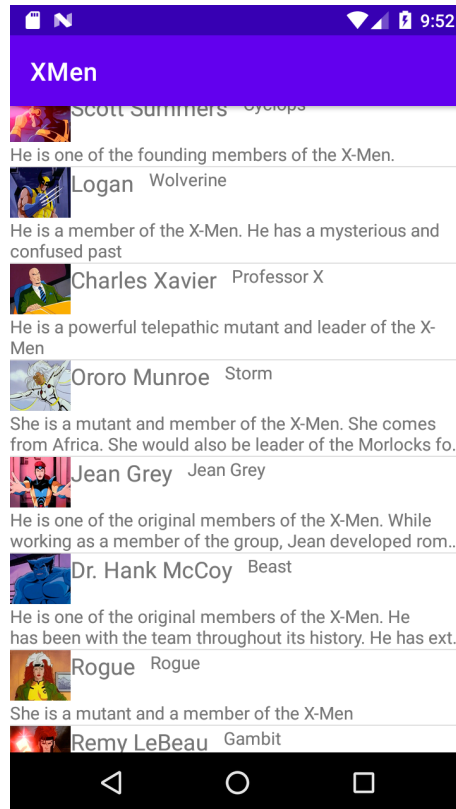 9:52
XMen
Scott Summers Cyclops
He is one of the founding members of the X-Men.
Logan Wolverine
He is a member of the X-Men. He has a mysterious and
confused past
Charles Xavier Professor X
He is a powerful telepathic mutant and leader of the X-
Men
Ororo Munroe Storm
She is a mutant and member of the X-Men. She comes
from Africa. She would also be leader of the Morlocks fo..
Jean Grey Jean Grey
He is one of the original members of the X-Men. While
working as a member of the group, Jean developed rom..
Dr. Hank McCoy Beast
He is one of the original members of the X-Men. He
has been with the team throughout its history. He has ext..
Rogue Rogue
She is a mutant and a member of the X-Men
Remy LeBeau Gambit